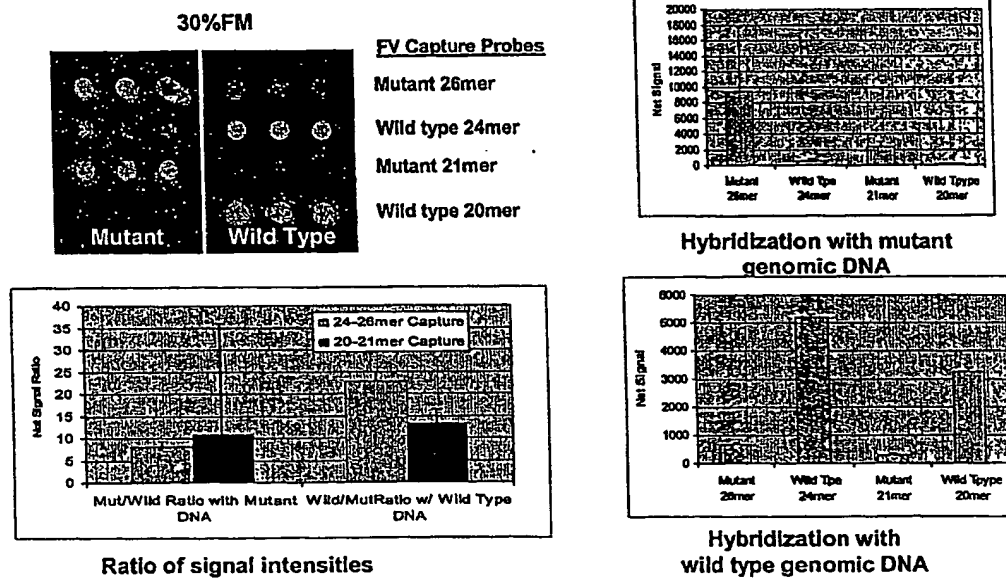 30%FM
FV Capture Probes
Mutant 26mer
Wild type 24mer
Mutant 21mer
Wild type 20mer
Mutant
Wild Type
Net Signal
20000
18000
16000
14000
12000
10000
8000
6000
4000
2000
0
Mutant 26mer
Wild Tpe 24mer
Mutant 21mer
Wild Tpype 20mer
Hybridization with mutant
genomic DNA
Net Signal Ratio
40
35
30
25
20
15
10
5
0
24-26mer Capture
20-21mer Capture
Mut/Wild Ratio with Mutant DNA
Wild/MutRatio w/ Wild Type DNA
Ratio of signal intensities
Net Signal
6000
5000
4000
3000
2000
1000
0
Mutant 26mer
Wild Tpe 24mer
Mutant 21mer
Wild Tpype 20mer
Hybridization with
wild type genomic DNA